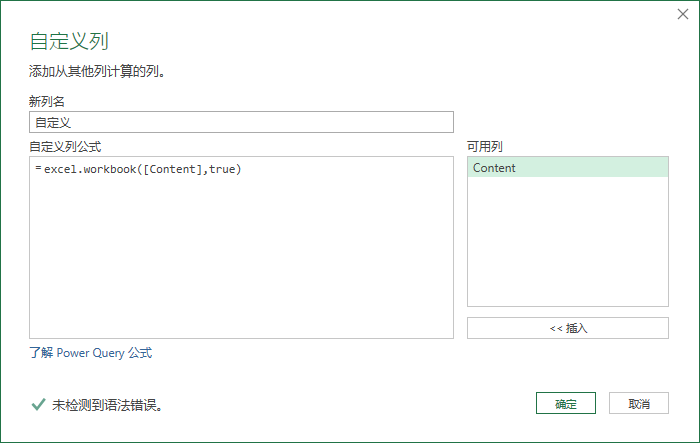 自定义列
添加从其他列计算的列。
新列名
自定义
自定义列公式
可用列
=excel.workbook([Content],true)
Content
<< 插入
了解 Power Query 公式
未检测到语法错误。
确定
取消